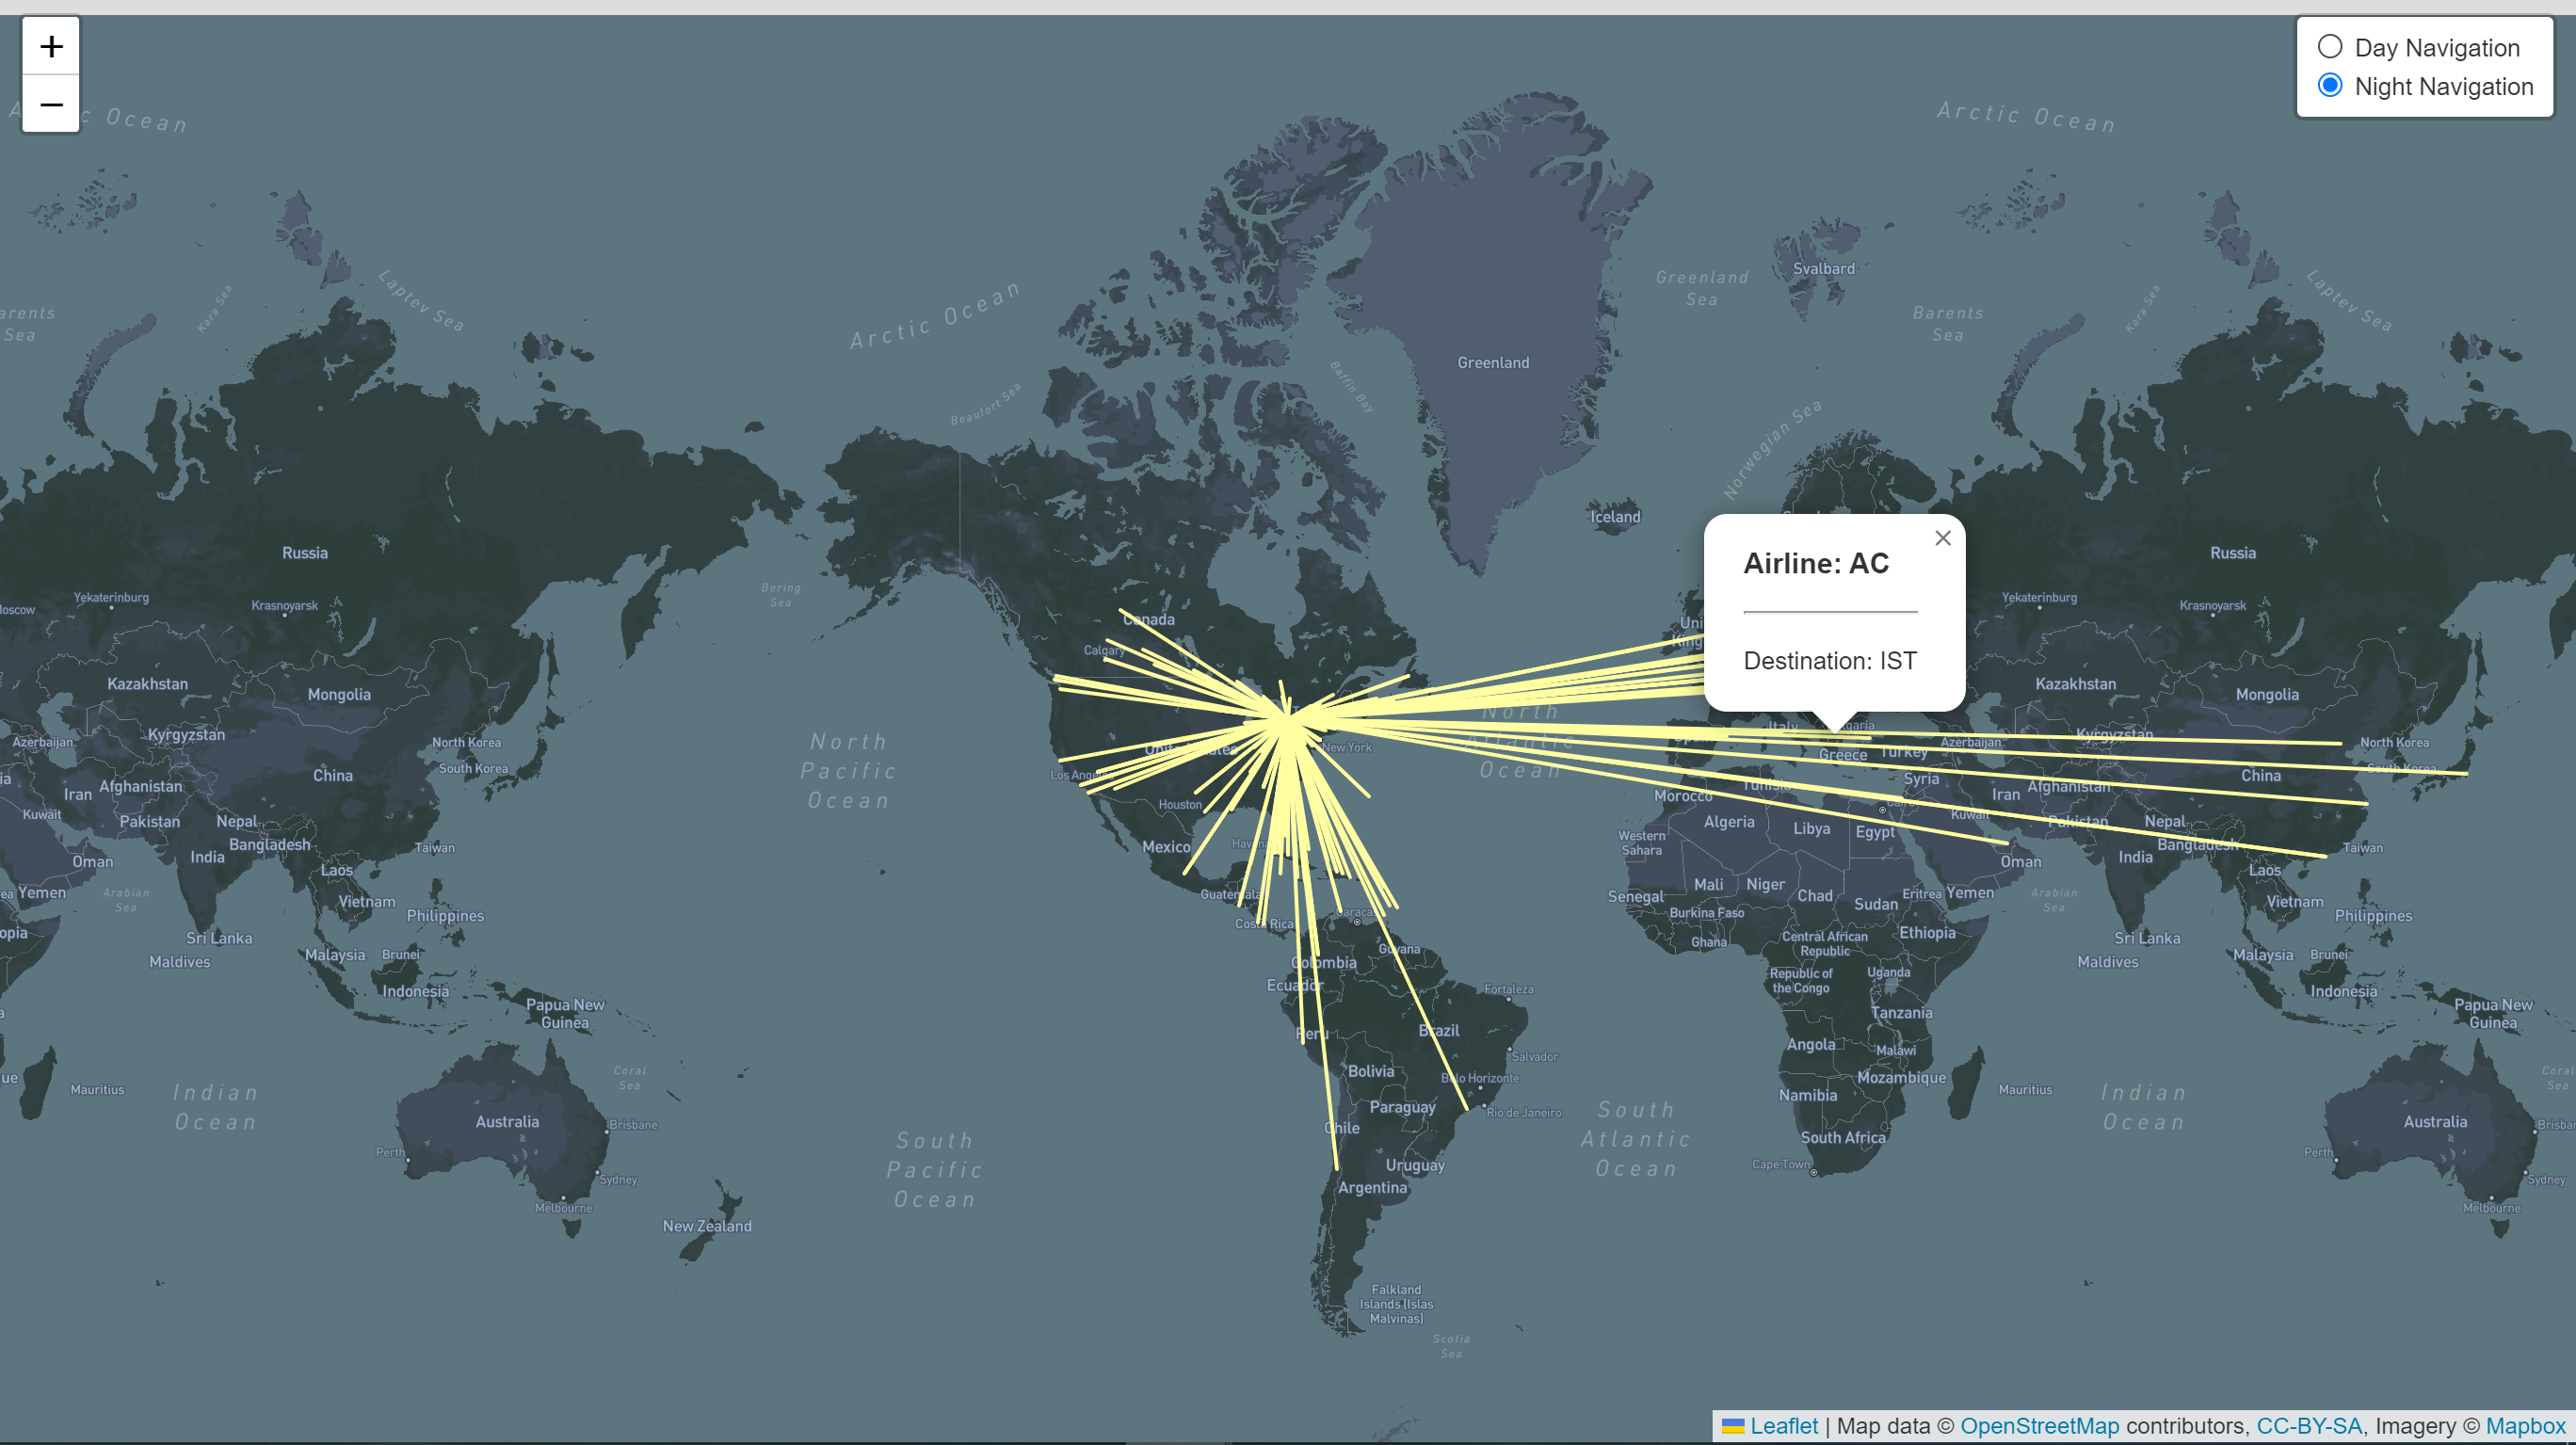 +
−
Day Navigation
Night Navigation
Arctic Ocean
Arctic Ocean
Laptev Sea
Kara Sea
Barents
Sea
Arctic Ocean
Beaufort Sea
Baffin Bay
Greenland
Greenland
Sea
Svalbard
Barents
Sea
Kara Sea
Laptev Sea
Norwegian Sea
Iceland
Airline: AC
×
Destination: IST
Russia
Yekaterinburg
Krasnoyarsk
Bering
Sea
Canada
Calgary
Russia
Yekaterinburg
Krasnoyarsk
Kazakhstan
Mongolia
Kazakhstan
Mongolia
Kyrgyzstan
Azerbaijan
North Korea
South Korea
China
Afghanistan
Iran
Kuwait
Pakistan
Nepal
Bangladesh
India
Taiwan
Oman
Laos
Yemen
Arabian
Sea
Vietnam
Philippines
Sri Lanka
Maldives
Malaysia
Brunei
Indonesia
Papua New
Guinea
Mauritius
Indian
Ocean
Coral
Sea
Australia
Brisbane
Perth
Sydney
Melbourne
New Zealand
North
Pacific
Ocean
South
Pacific
Ocean
United States
New York
Los Angeles
Houston
Mexico
Havana
Guatemala
Costa Rica
Caracas
Guyana
Colombia
Ecuador
Fortaleza
Peru
Brazil
Salvador
Bolivia
Belo Horizonte
Paraguay
Rio de Janeiro
Chile
Uruguay
Argentina
Falkland
Islands (Islas
Malvinas)
Scotia
Sea
North
Atlantic
Ocean
South
Atlantic
Ocean
Italy
Greece
Turkey
Azerbaijan
Kyrgyzstan
North Korea
South Korea
China
Syria
Morocco
Tunisia
Iran
Afghanistan
Kuwait
Pakistan
Nepal
Bangladesh
India
Taiwan
Algeria
Libya
Egypt
Cairo
Western
Sahara
Oman
Laos
Mali
Niger
Chad
Sudan
Eritrea
Yemen
Arabian
Sea
Senegal
Burkina Faso
Ghana
Central African
Republic
Ethiopia
Vietnam
Philippines
Sri Lanka
Maldives
Malaysia
Brunei
Republic of
the Congo
Uganda
Indonesia
Papua New
Guinea
Tanzania
Angola
Malawi
Mozambique
Namibia
Mauritius
Indian
Ocean
South Africa
Cape Town
Coral
Sea
Australia
Perth
Sydney
Melbourne
Leaflet | Map data © OpenStreetMap contributors, CC-BY-SA, Imagery © Mapbox